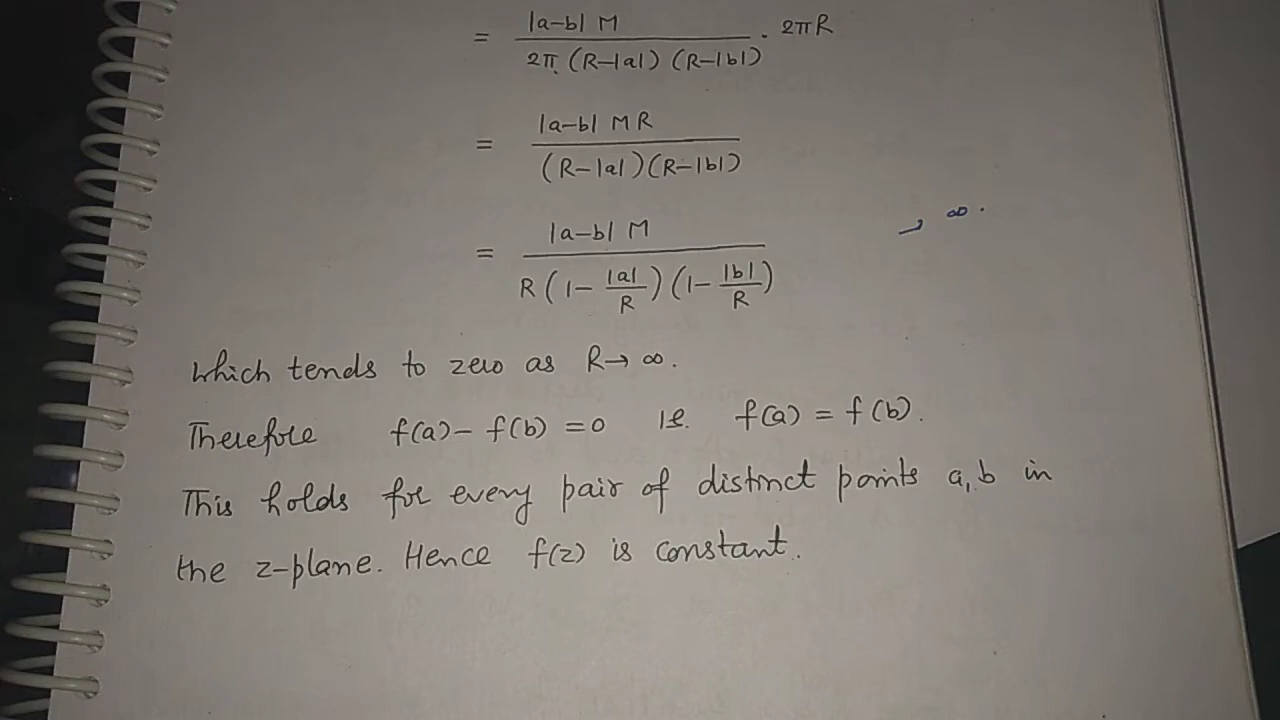 = |a-b| M / 2π (R-|a|) (R-|b|) . 2πR
= |a-b| MR / (R-|a|)(R-|b|)
= |a-b| M / R(1- |a|/R)(1- |b|/R) → ∞.
which tends to zero as R→ ∞.
Therefore f(a)- f(b) =0 i.e. f(a) = f(b).
This holds for every pair of distinct points a,b in
the z-plane. Hence f(z) is constant.